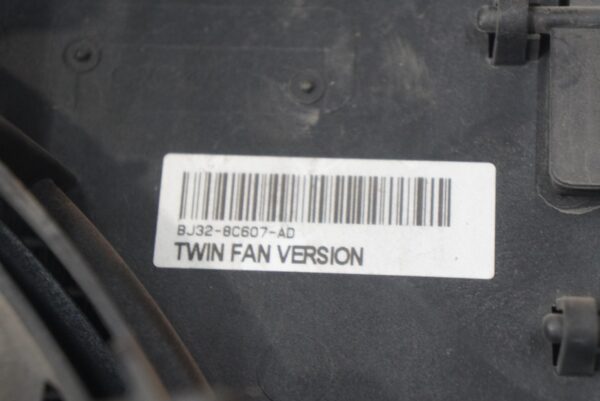 BJ32-8C607-AD
TWIN FAN VERSION